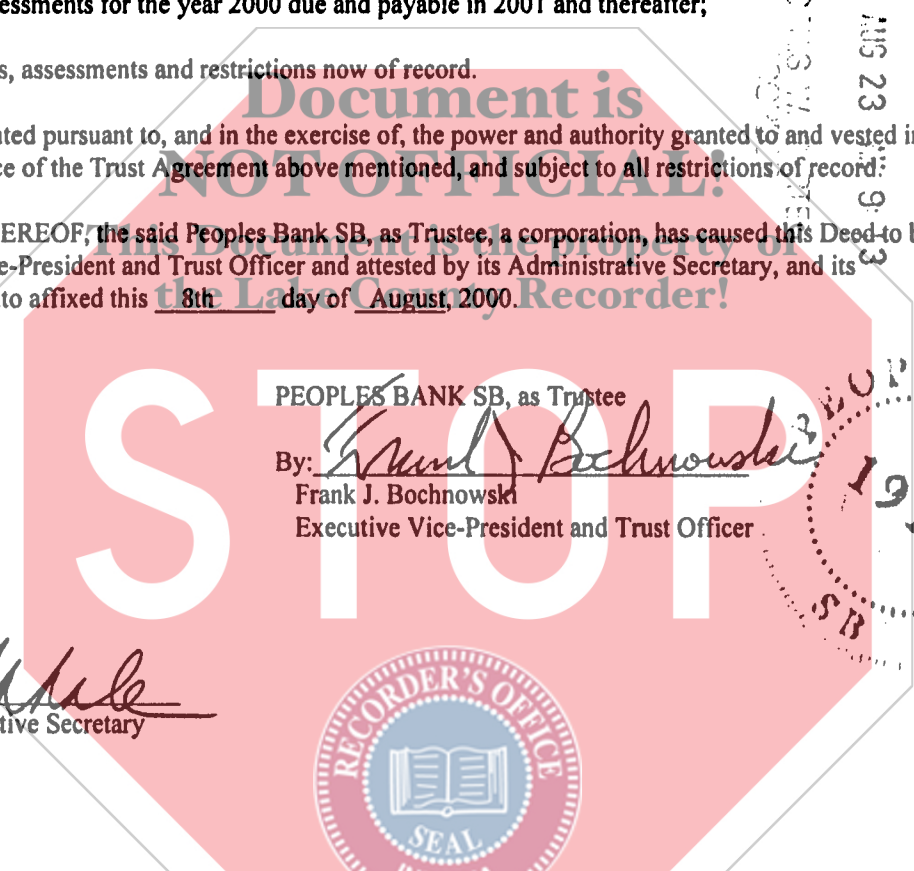 essments for the year 2000 due and payable in 2001 and thereafter;
s, assessments and restrictions now of record.
Document is
ted pursuant to, and in the exercise of, the power and authority granted to and vested in
NOT OFFICIAL!
ce of the Trust Agreement above mentioned, and subject to all restrictions of record.
EREOF, the said Peoples Bank SB, as Trustee, a corporation, has caused this Deed to b
This Document is the property of
e-President and Trust Officer and attested by its Administrative Secretary, and its
the Lake County Recorder!
to affixed this 8th day of August, 2000.
STOP
PEOPLES BANK SB, as Trustee
By: Frank J Bochnowski
Frank J. Bochnowski
Executive Vice-President and Trust Officer
SB
tive Secretary
RECORDER'S OFFICE
SEAL
AUG 23